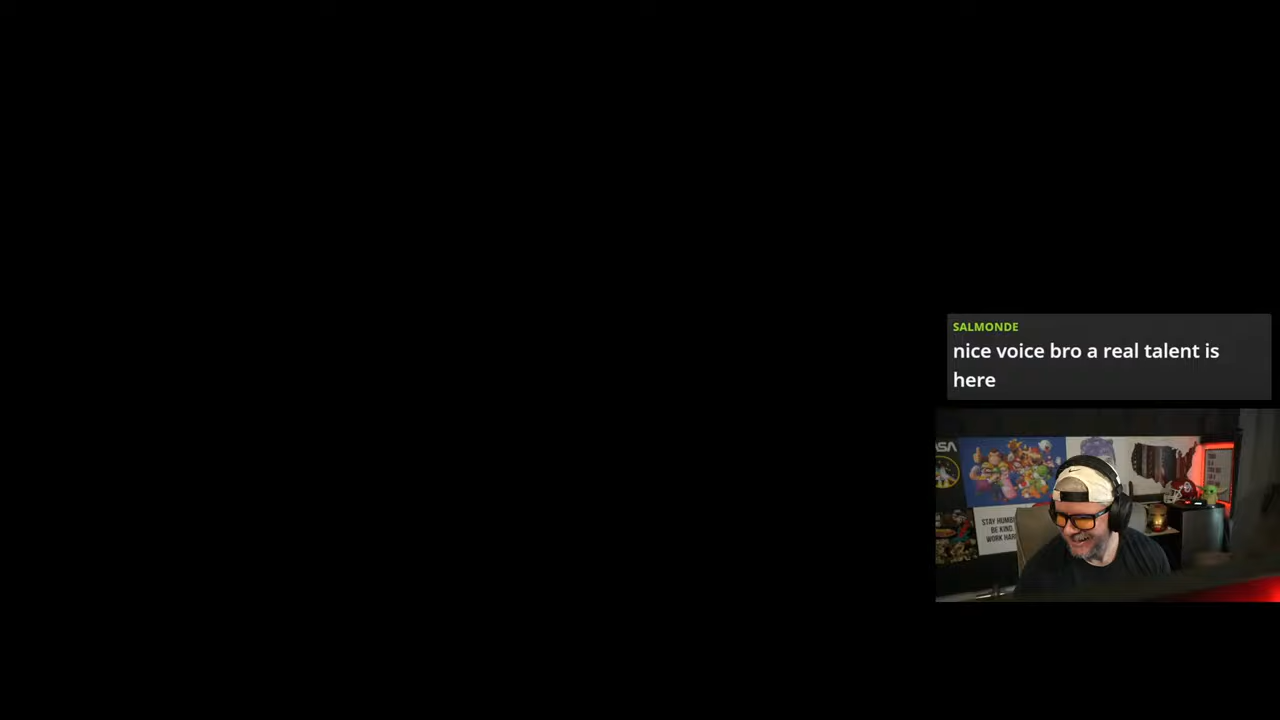 SALMONDE
nice voice bro a real talent is
here
STAY HUMBLE
BE KIND
WORK HARD